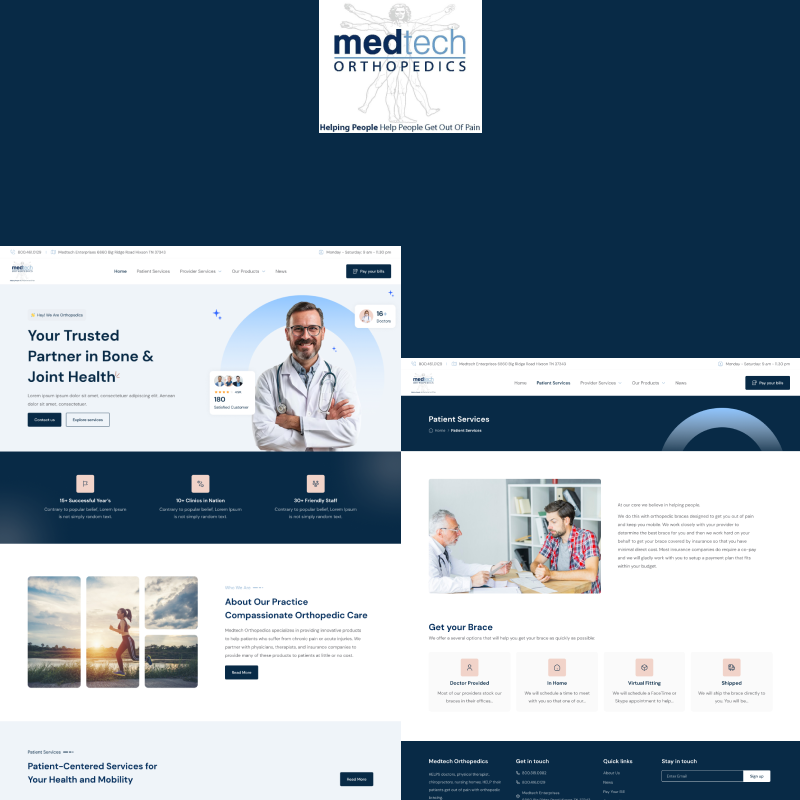 medtech
ORTHOPEDICS
Helping People Help People Get Out Of Pain
Medtech Enterprises 6960 Big Ridge Road Hixson TN 37343
Monday - Saturday: 9 am - 5:30 pm
medtech
Home
Patient Services
Provider Services
Our Products
News
Pay your bills
Hey! We Are Orthopedics
Your Trusted
Partner in Bone &
Joint Health
Lorem ipsum dolor sit amet, consectetuer adipiscing elit. Aenean
dolor sit amet, consectetuer.
Contact us
Explore services
16+
Doctors
180
Satisfied Customer
15+ Successful Year's
Contrary to popular belief, Lorem Ipsum
is not simply random text.
10+ Clinics in Nation
Contrary to popular belief, Lorem Ipsum
is not simply random text.
30+ Friendly Staff
Contrary to popular belief, Lorem Ipsum
is not simply random text.
Who We Are
About Our Practice
Compassionate Orthopedic Care
Medtech Orthopedics specializes in providing innovative products
to help patients who suffer from chronic pain or acute injuries. We
partner with physicians, therapists, and insurance companies to
provide many of these products to patients at little or no cost.
Read More
Patient Services
Patient-Centered Services for
Your Health and Mobility
Read More
Medtech Enterprises 6960 Big Ridge Road Hixson TN 37343
Monday - Saturday: 9 am - 5:30 pm
medtech
Home
Patient Services
Provider Services
Our Products
News
Pay your bills
Patient Services
Home / Patient Services
At our core we believe in helping people.
We do this with orthopedic braces designed to get you out of pain
and keep you mobile. We work closely with your provider to
determine the best brace for you and then we work hard on your
behalf to get your brace covered by insurance so that you have
minimal/direct cost. Most insurance companies do require a co-pay
and we will gladly work with you to setup a payment plan that fits
within your budget.
Get your Brace
We offer a several options that will help you get your brace as quickly as possible.
Doctor Provided
Most of our providers stock our
braces in their offices...
In Home
We will schedule a time to meet
with you so that one of our...
Virtual Fitting
We will schedule a FaceTime or
Skype appointment to help...
Shipped
We will ship the brace directly to
you. You will be..
Medtech Orthopedics
HELPS doctors, physical therapist,
chiropractors, nursing homes HELP their
patients get out of pain with orthopedic
bracing
Get in touch
Medtech Enterprises
Quick links
About Us
News
Pay Your Bill
Stay in touch
Enter Email
Sign up